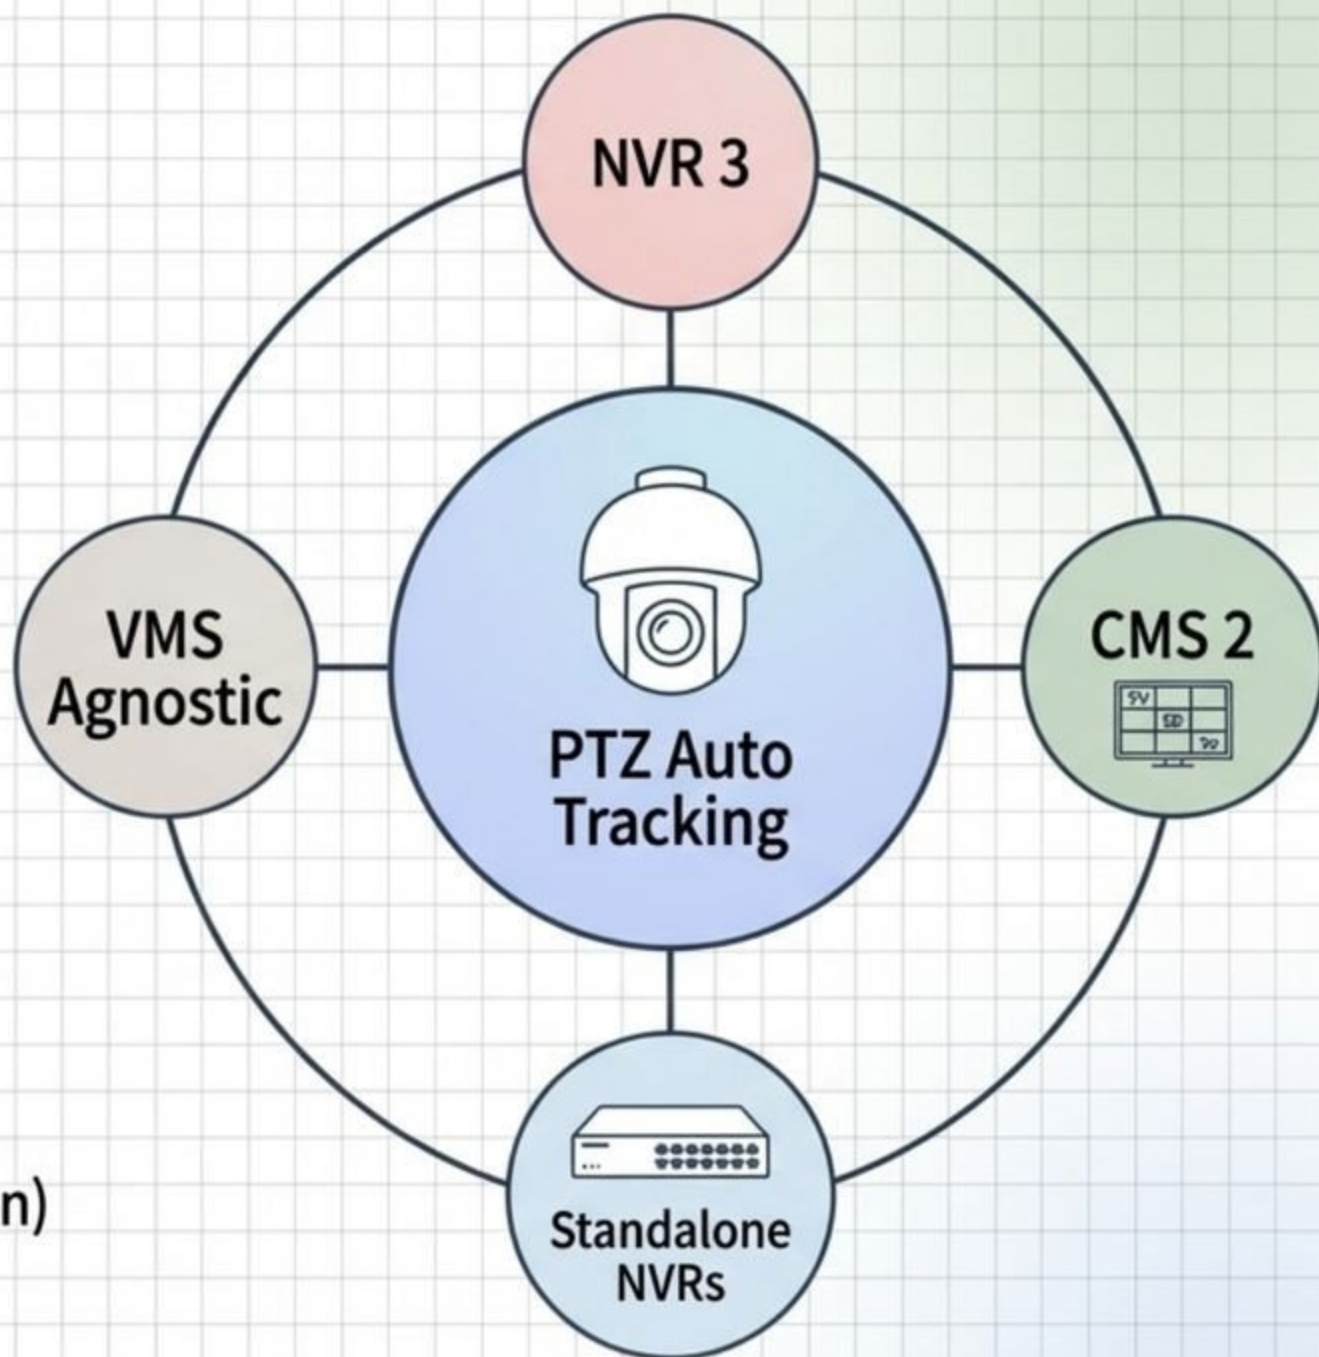 NVR 3
VMS
Agnostic
CMS 2
PTZ Auto
Tracking
n)
Standalone
NVRs